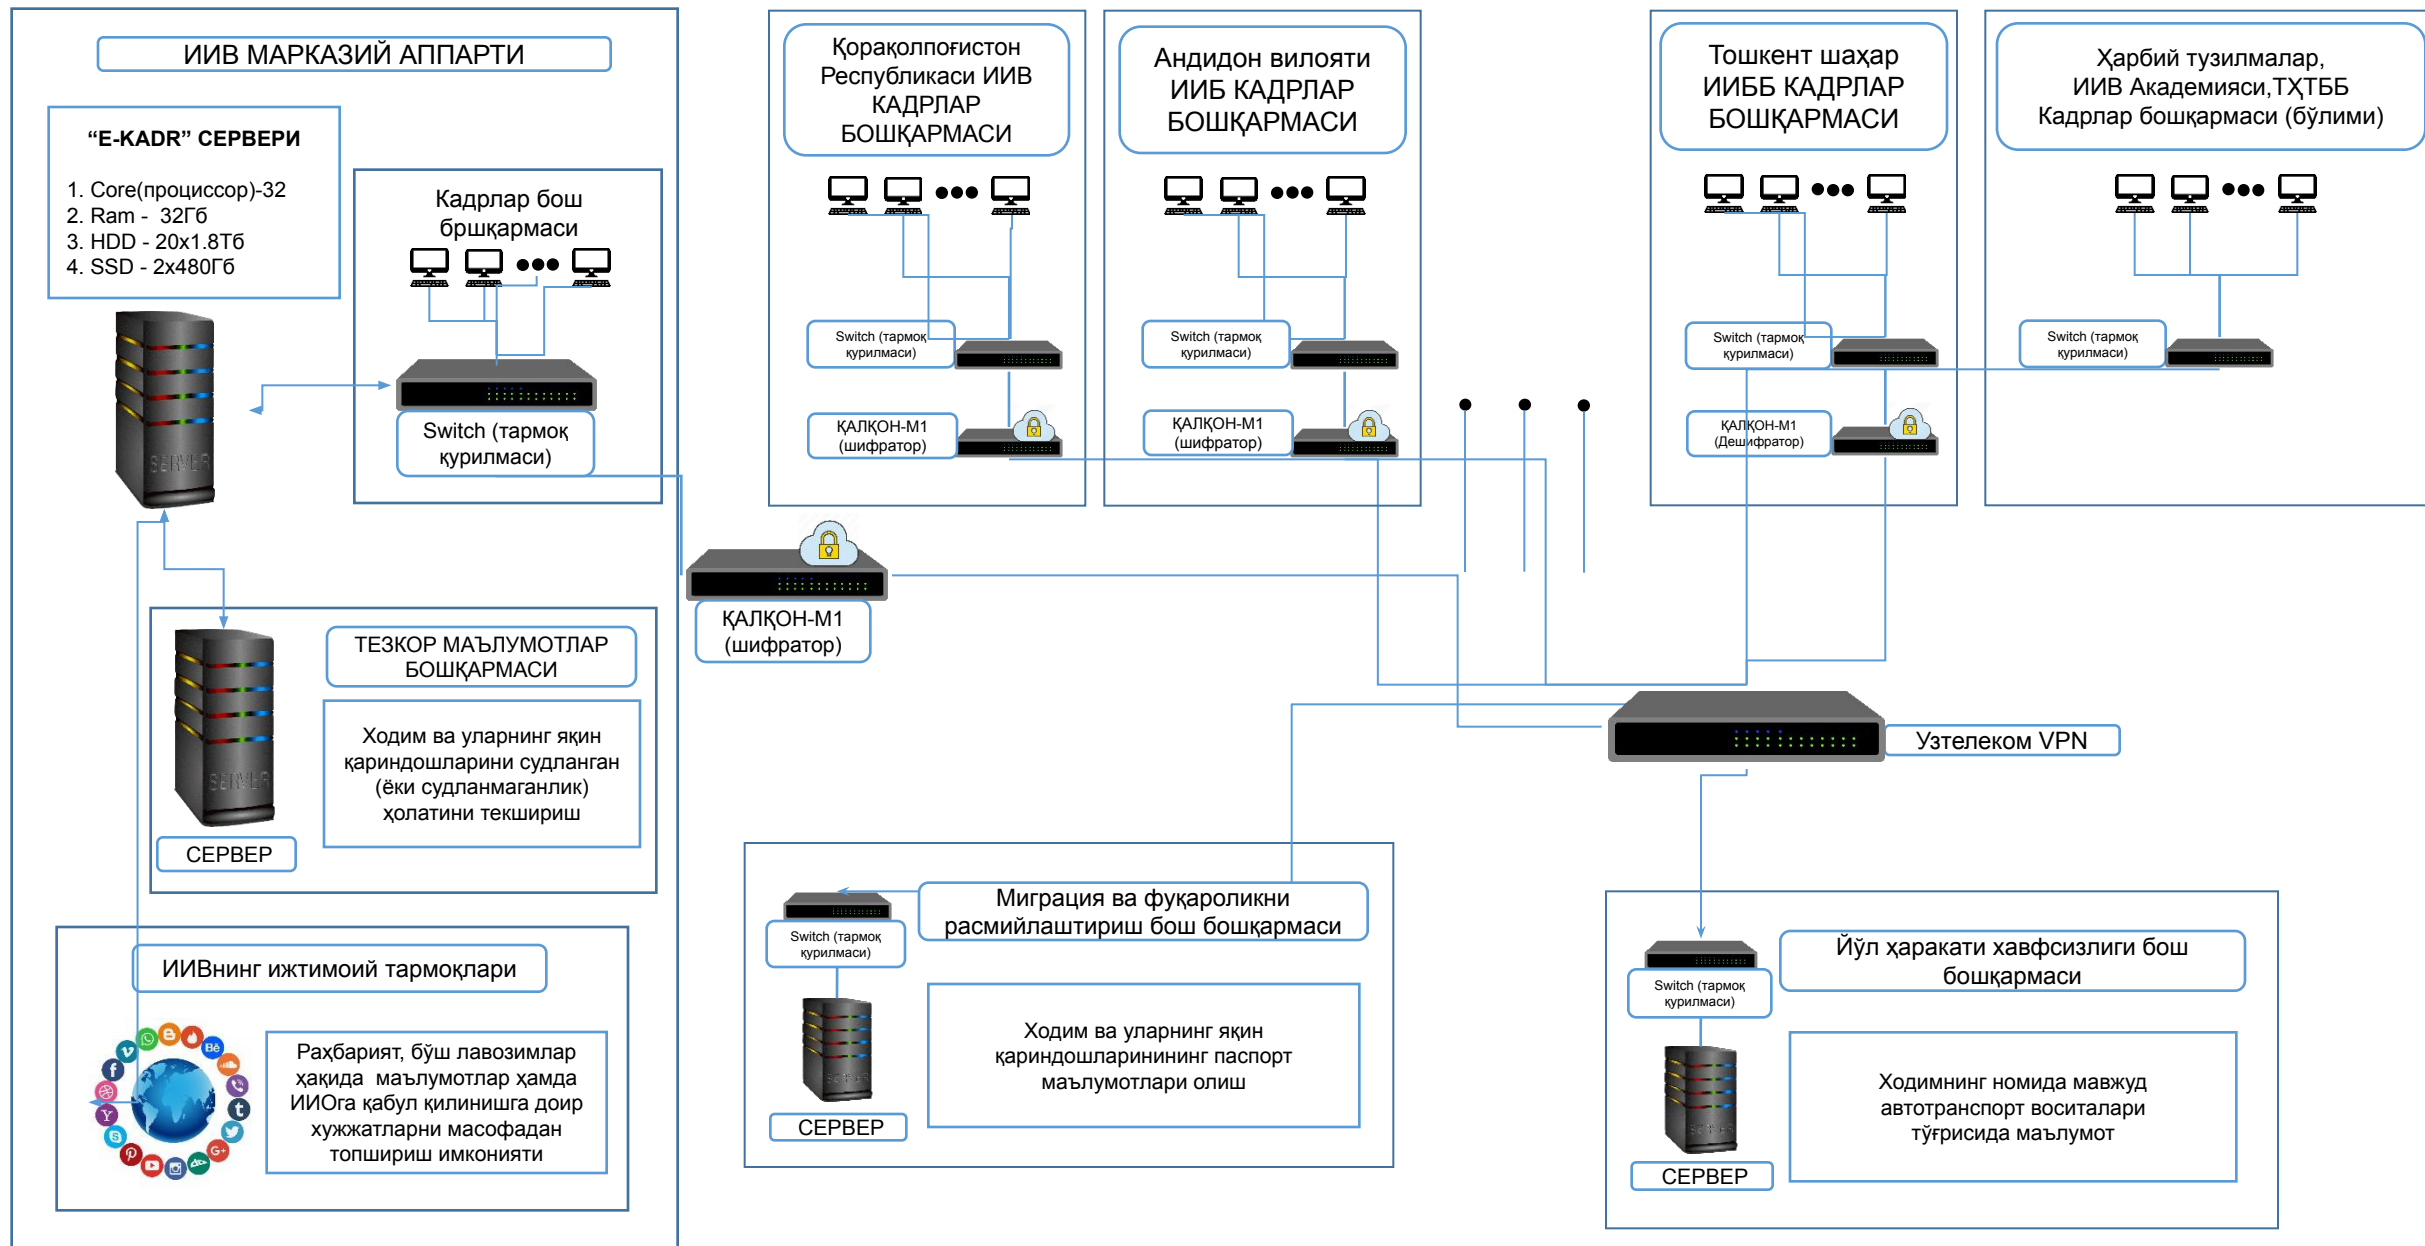 ИИВ МАРКАЗИЙ АППАРТИ
“E-KADR” СЕРВЕРИ
1. Core(проциссор)-32
2. Ram -  32Гб
3. HDD - 20x1.8Тб
4. SSD - 2x480Гб
Кадрлар бош
бршқармаси
Switch (тармоқ
қурилмаси)
SERVER
ТЕЗКОР МАЪЛУМОТЛАР
БОШҚАРМАСИ
Ходим ва уларнинг яқин
қариндошларини судланган
(ёки судланмаганлик)
ҳолатини текшириш
SERVER
СЕРВЕР
ИИВнинг ижтимоий тармоқлари
Раҳбарият, бўш лавозимлар
ҳақида  маълумотлар ҳамда
ИИОга қабул қилинишга доир
хужжатларни масофадан
топшириш имконияти
Қорақолпоғистон
Республикаси ИИВ
КАДРЛАР
БОШҚАРМАСИ
Switch (тармоқ
қурилмаси)
ҚАЛҚОН-М1
(шифратор)
Андидон вилояти
ИИБ КАДРЛАР
БОШҚАРМАСИ
Switch (тармоқ
қурилмаси)
ҚАЛҚОН-М1
(шифратор)
Тошкент шаҳар
ИИББ КАДРЛАР
БОШҚАРМАСИ
Switch (тармоқ
қурилмаси)
ҚАЛҚОН-М1
(Дешифратор)
Ҳарбий тузилмалар,
ИИВ Академияси,ТҲТББ
Кадрлар бошқармаси (бўлими)
Switch (тармоқ
қурилмаси)
ҚАЛҚОН-М1
(шифратор)
Узтелеком VPN
Миграция ва фуқароликни
расмийлаштириш бош бошқармаси
Switch (тармоқ
қурилмаси)
Ходим ва уларнинг яқин
қариндошларинининг паспорт
маълумотлари олиш
SERVER
СЕРВЕР
Йўл ҳаракати хавфсизлиги бош
бошқармаси
Switch (тармоқ
қурилмаси)
Ходимнинг номида мавжуд
автотранспорт воситалари
тўғрисида маълумот
SERVER
СЕРВЕР